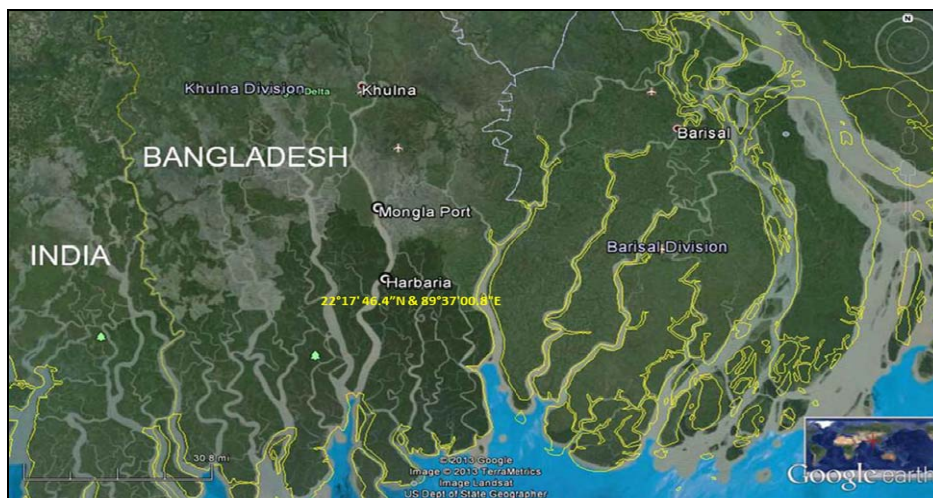 N
Khulna Division
Delta
Khulna
Barisal
BANGLADESH
Mongla Port
INDIA
Barisal Division
Harbaria
22°17' 46.4"N & 89°37'00.8"E
30.8 mi
© 2013 Google
Image © 2013 TerraMetrics
Image Landsat
US Dept of State Geographer
Google earth